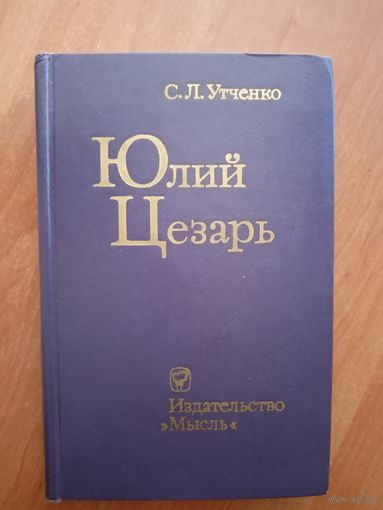 С. Л. Утченко
Юлий
Цезарь
Издательство
»Мысль«